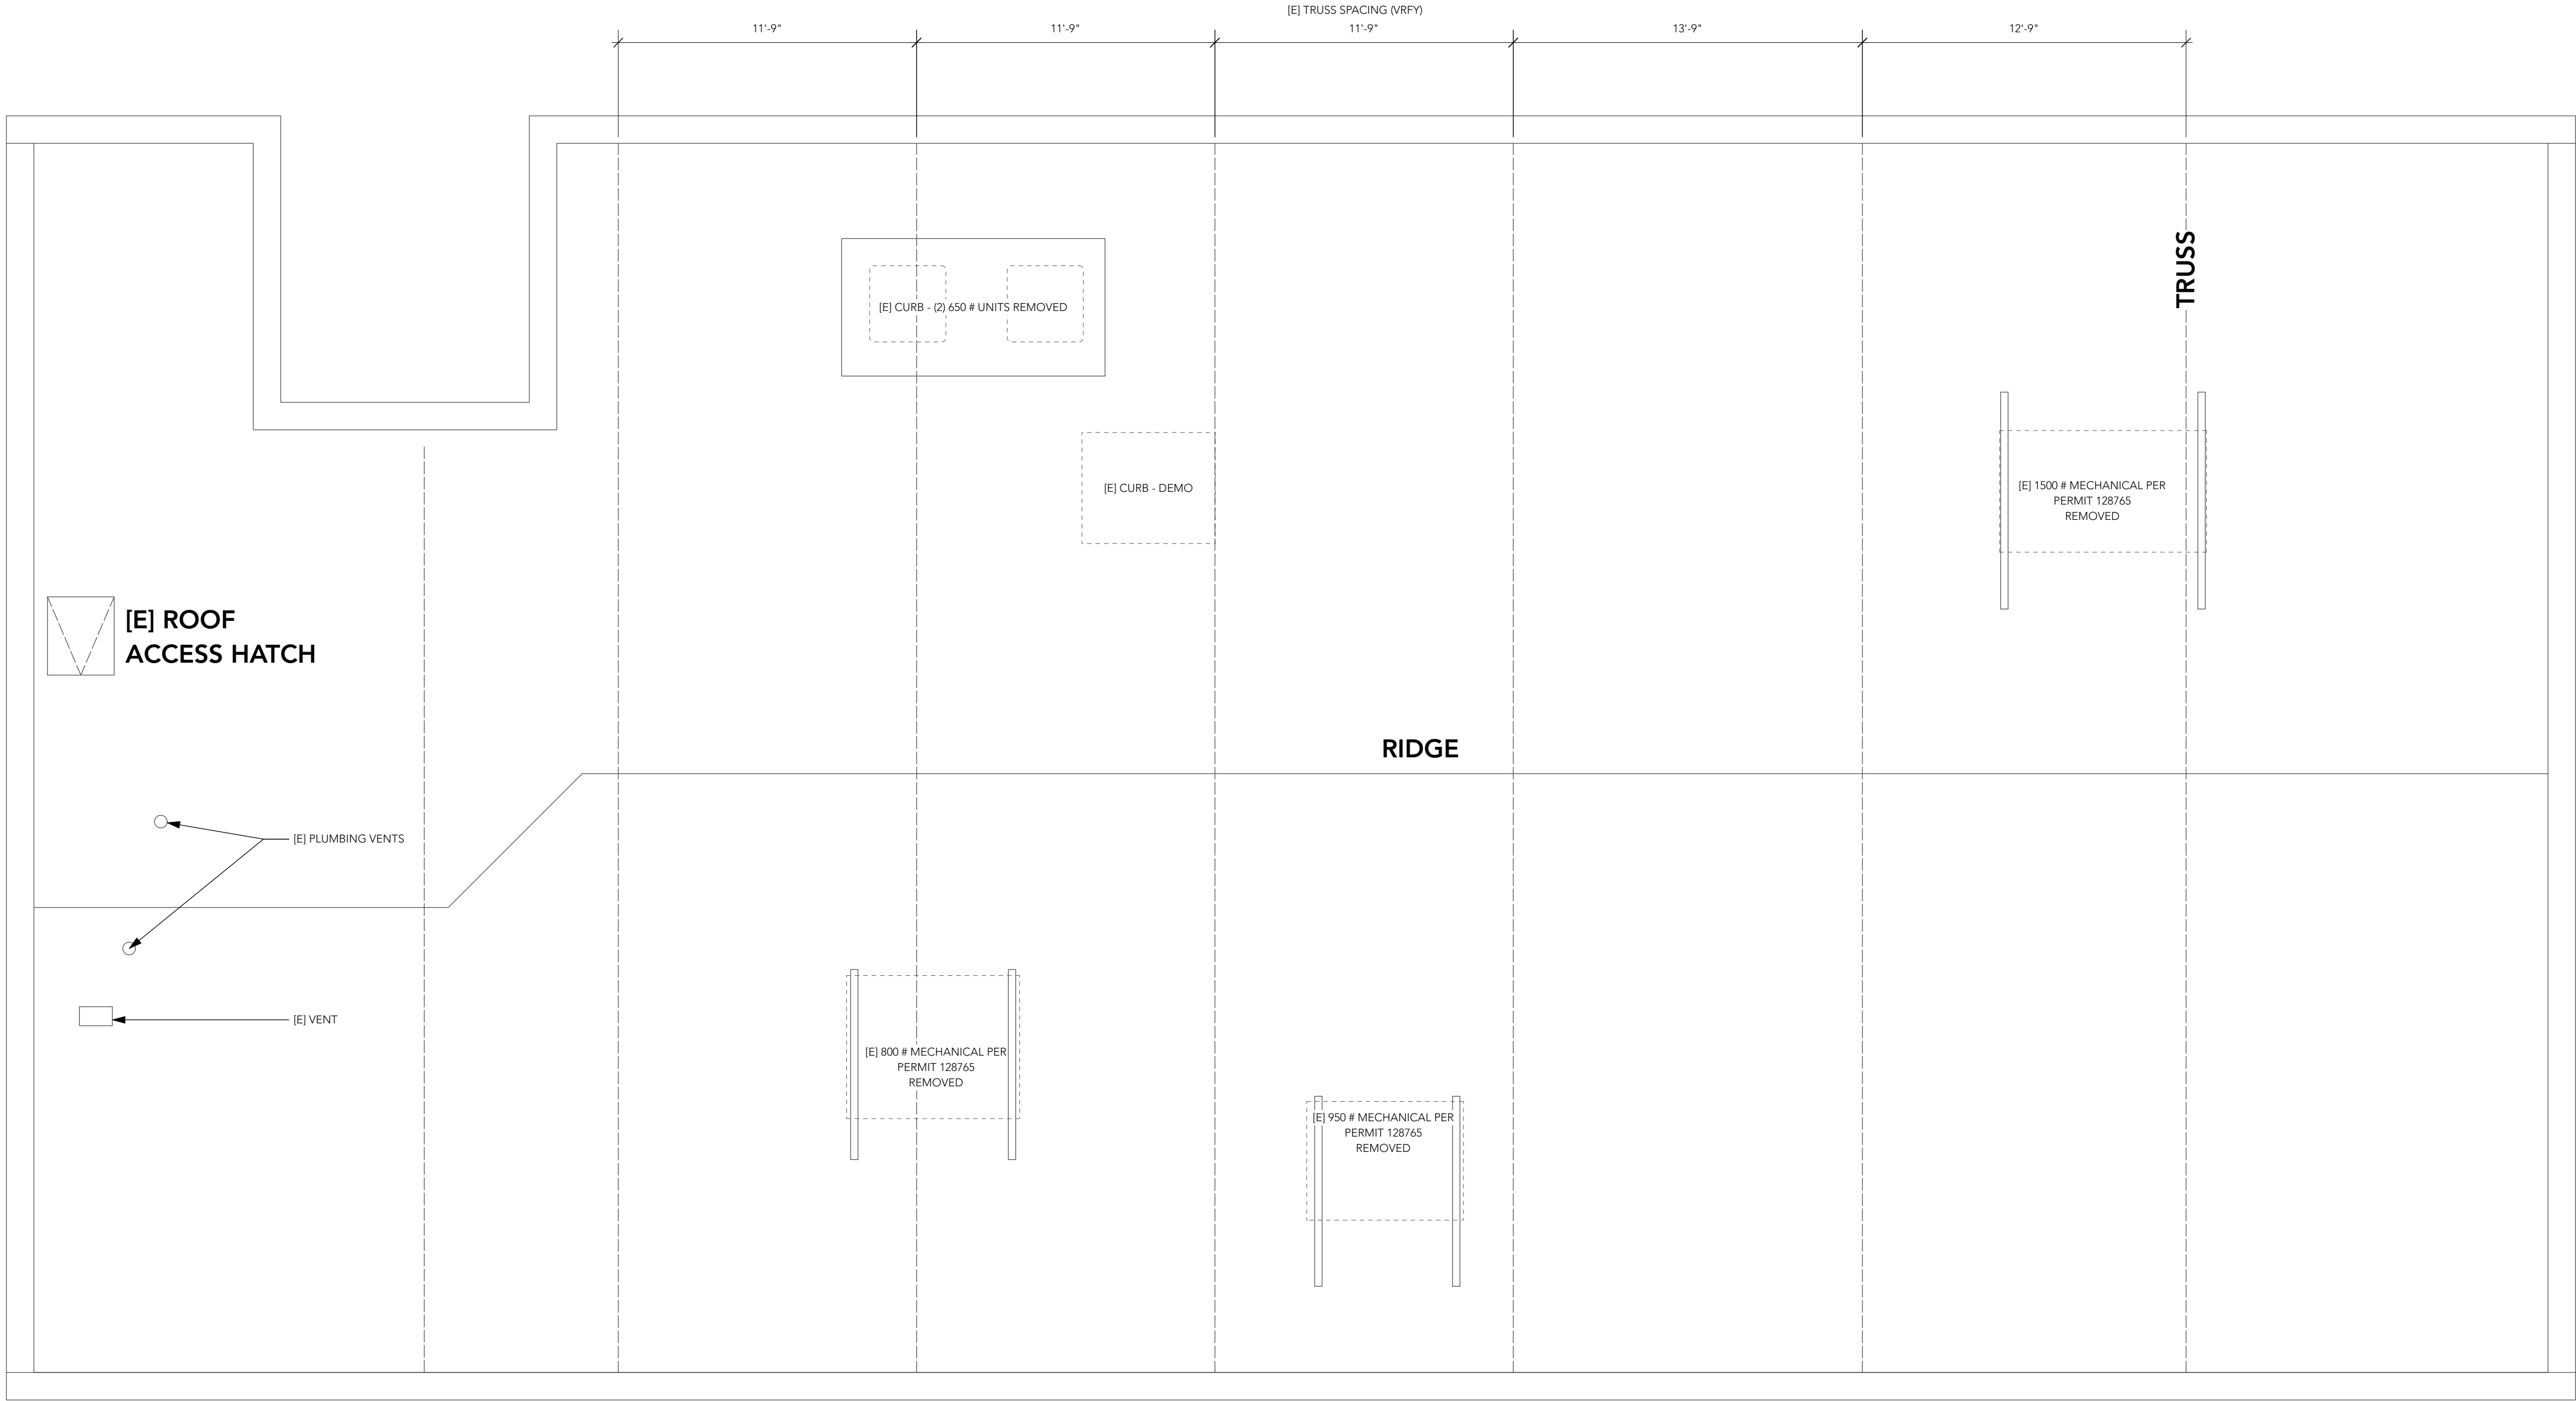 [E] TRUSS SPACING (VRFY)
11'-9"
11'-9"
11'-9"
13'-9"
12'-9"
TRUSS
[E] CURB - (2) 650 # UNITS REMOVED
[E] CURB - DEMO
[E] 1500 # MECHANICAL PER
PERMIT 128765
REMOVED
[E] ROOF
ACCESS HATCH
RIDGE
[E] PLUMBING VENTS
[E] VENT
[E] 800 # MECHANICAL PER
PERMIT 128765
REMOVED
[E] 950 # MECHANICAL PER
PERMIT 128765
REMOVED